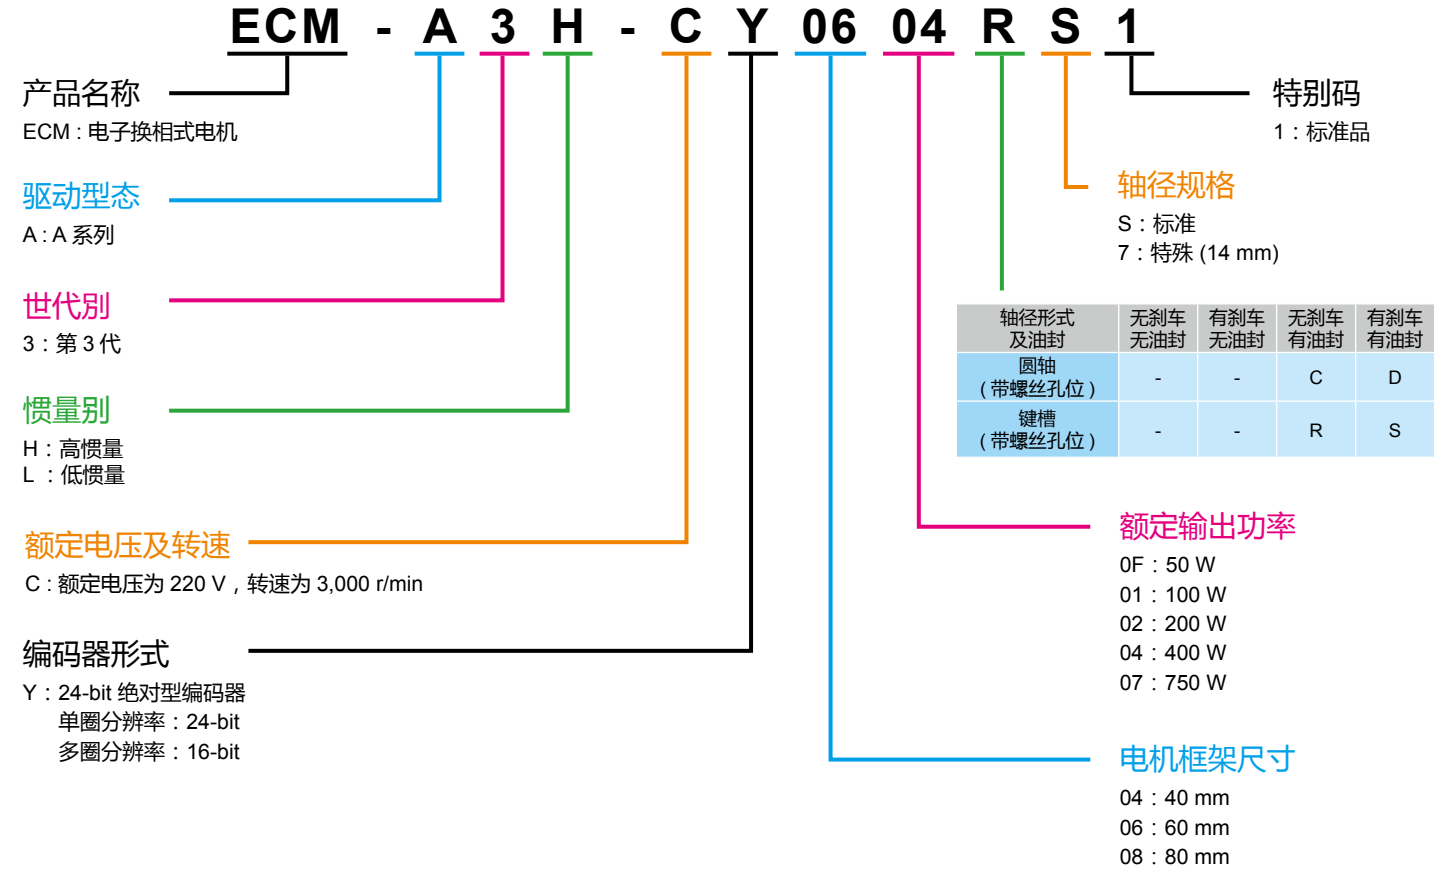 ECM - A 3 H - C Y 06 04 R S 1
产品名称
ECM : 电子换相式电机
驱动型态
A : A 系列
世代别
3：第 3 代
惯量别
H：高惯量
L ：低惯量
额定电压及转速
C : 额定电压为 220 V，转速为 3,000 r/min
编码器形式
Y：24-bit 绝对型编码器
单圈分辨率：24-bit
多圈分辨率：16-bit
特别码
1：标准品
轴径规格
S：标准
7：特殊 (14 mm)
轴径形式 无刹车 有刹车 无刹车 有刹车
及油封 无油封 无油封 有油封 有油封
圆轴
（带螺丝孔位） - - C D
键槽
（带螺丝孔位） - - R S
额定输出功率
0F：50 W
01：100 W
02：200 W
04：400 W
07：750 W
电机框架尺寸
04：40 mm
06：60 mm
08：80 mm